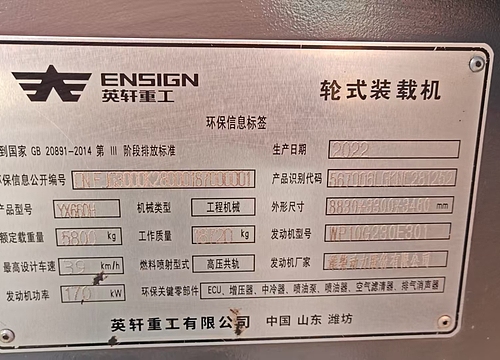 ENSIGN
英轩重工
轮式装载机
环保信息标签
到国家 GB 20891-2014 第 III 阶段排放标准
生产日期 2022
环保信息公开编号
产品识别代码
产品型号
机械类型 工程机械
外形尺寸 mm
额定载重量 5800 kg
工作质量 kg
发动机型号 WP10G230E301
最高设计车速 39 km/h
燃料喷射型式 高压共轨
发动机厂家
发动机功率 170 kW
环保关键零部件 ECU、增压器、中冷器、喷油泵、喷油器、空气滤清器、排气消声器
英轩重工有限公司 中国 山东 潍坊